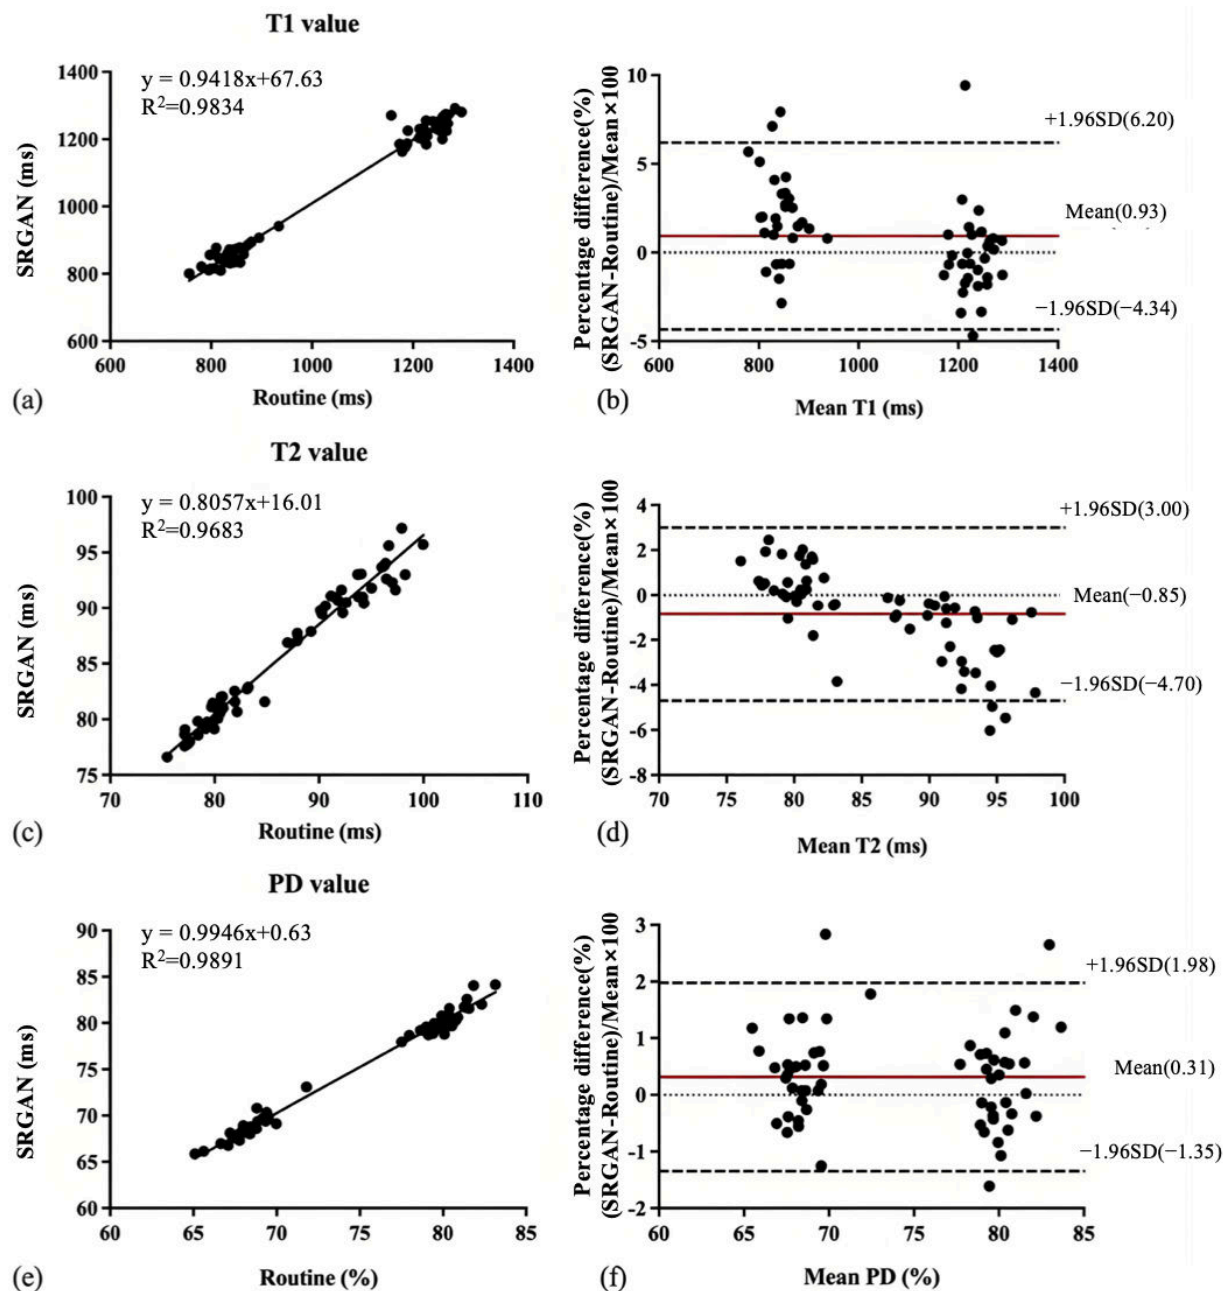 T1 value
y = 0.9418x+67.63
R²=0.9834
1400
1200
1000
800
600
600 800 1000 1200 1400
SRGAN (ms)
Routine (ms)
(a)
Percentage difference(%)
(SRGAN-Routine)/Mean×100
10
5
0
-5
600 800 1000 1200 1400
+1.96SD(6.20)
Mean(0.93)
−1.96SD(−4.34)
Mean T1 (ms)
(b)
T2 value
y = 0.8057x+16.01
R²=0.9683
100
95
90
85
80
75
70 80 90 100 110
SRGAN (ms)
Routine (ms)
(c)
Percentage difference(%)
(SRGAN-Routine)/Mean×100
4
2
0
-2
-4
-6
-8
70 75 80 85 90 95 100
+1.96SD(3.00)
Mean(−0.85)
−1.96SD(−4.70)
Mean T2 (ms)
(d)
PD value
y = 0.9946x+0.63
R²=0.9891
90
85
80
75
70
65
60
60 65 70 75 80 85
SRGAN (ms)
Routine (%)
(e)
Percentage difference(%)
(SRGAN-Routine)/Mean×100
3
2
1
0
-1
-2
60 65 70 75 80 85
+1.96SD(1.98)
Mean(0.31)
−1.96SD(−1.35)
Mean PD (%)
(f)